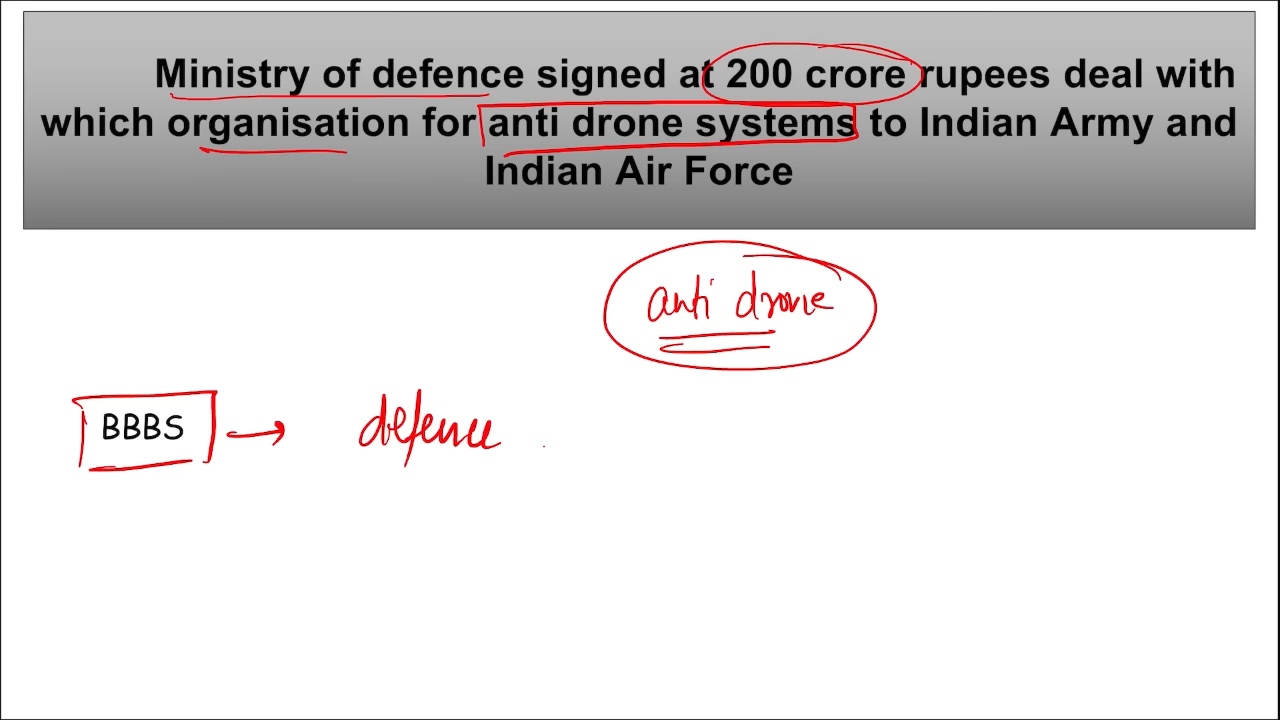 Ministry of defence signed at 200 crore rupees deal with
which organisation for anti drone systems to Indian Army and
Indian Air Force
anti drone
BBBS
defence